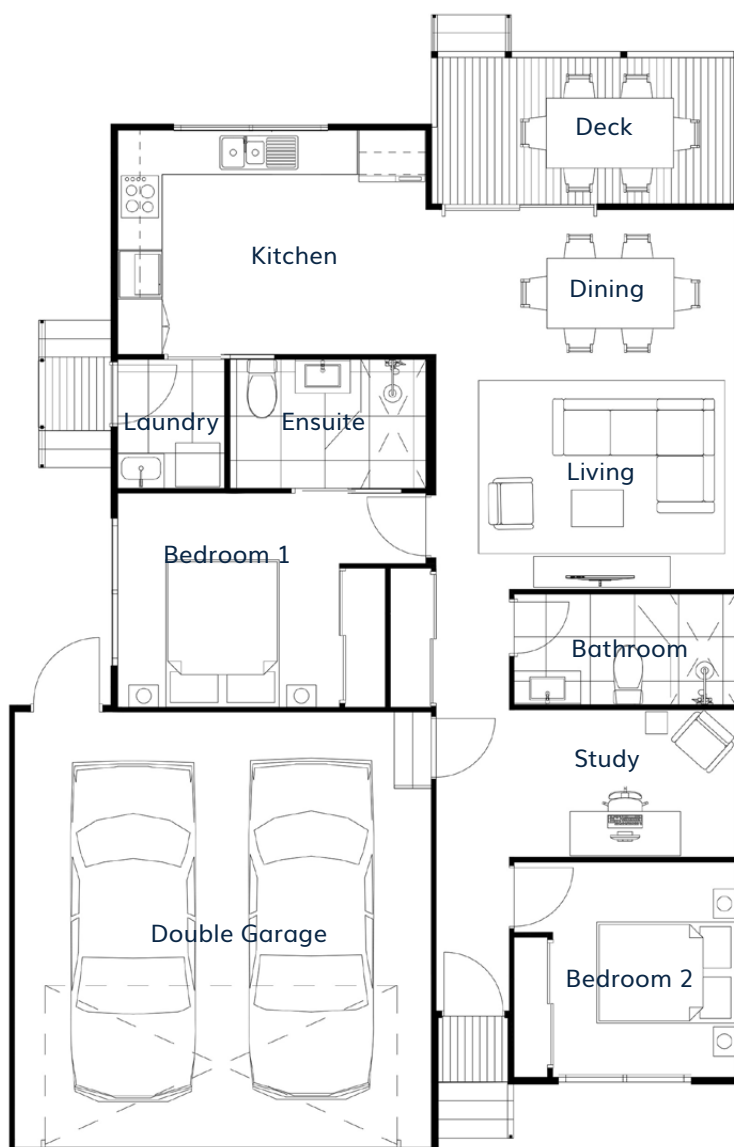 Deck
Kitchen
Dining
Laundry
Ensuite
Living
Bedroom 1
Bathroom
Study
Double Garage
Bedroom 2